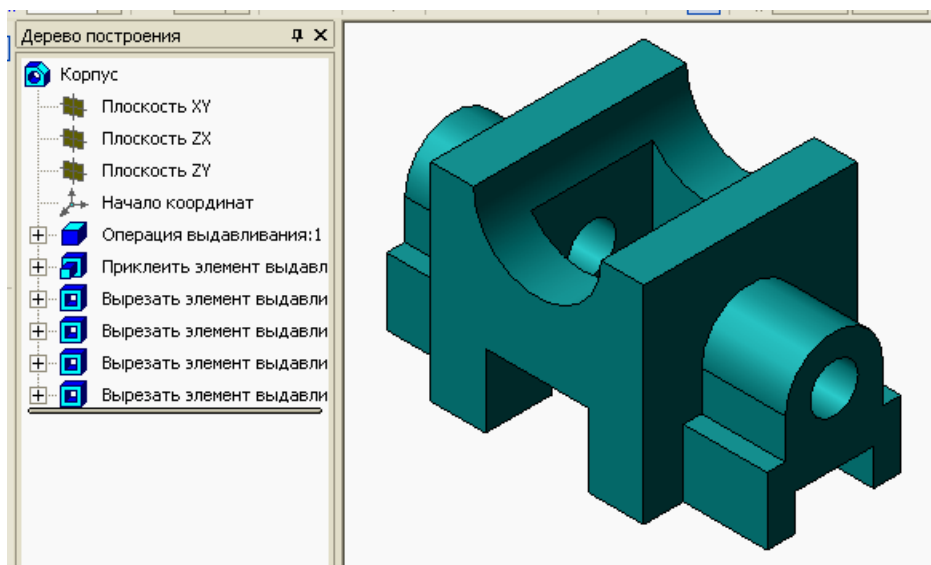 Дерево построения
Корпус
Плоскость XY
Плоскость ZX
Плоскость ZY
Начало координат
Операция выдавливания:1
Приклеить элемент выдавл
Вырезать элемент выдавли
Вырезать элемент выдавли
Вырезать элемент выдавли
Вырезать элемент выдавли